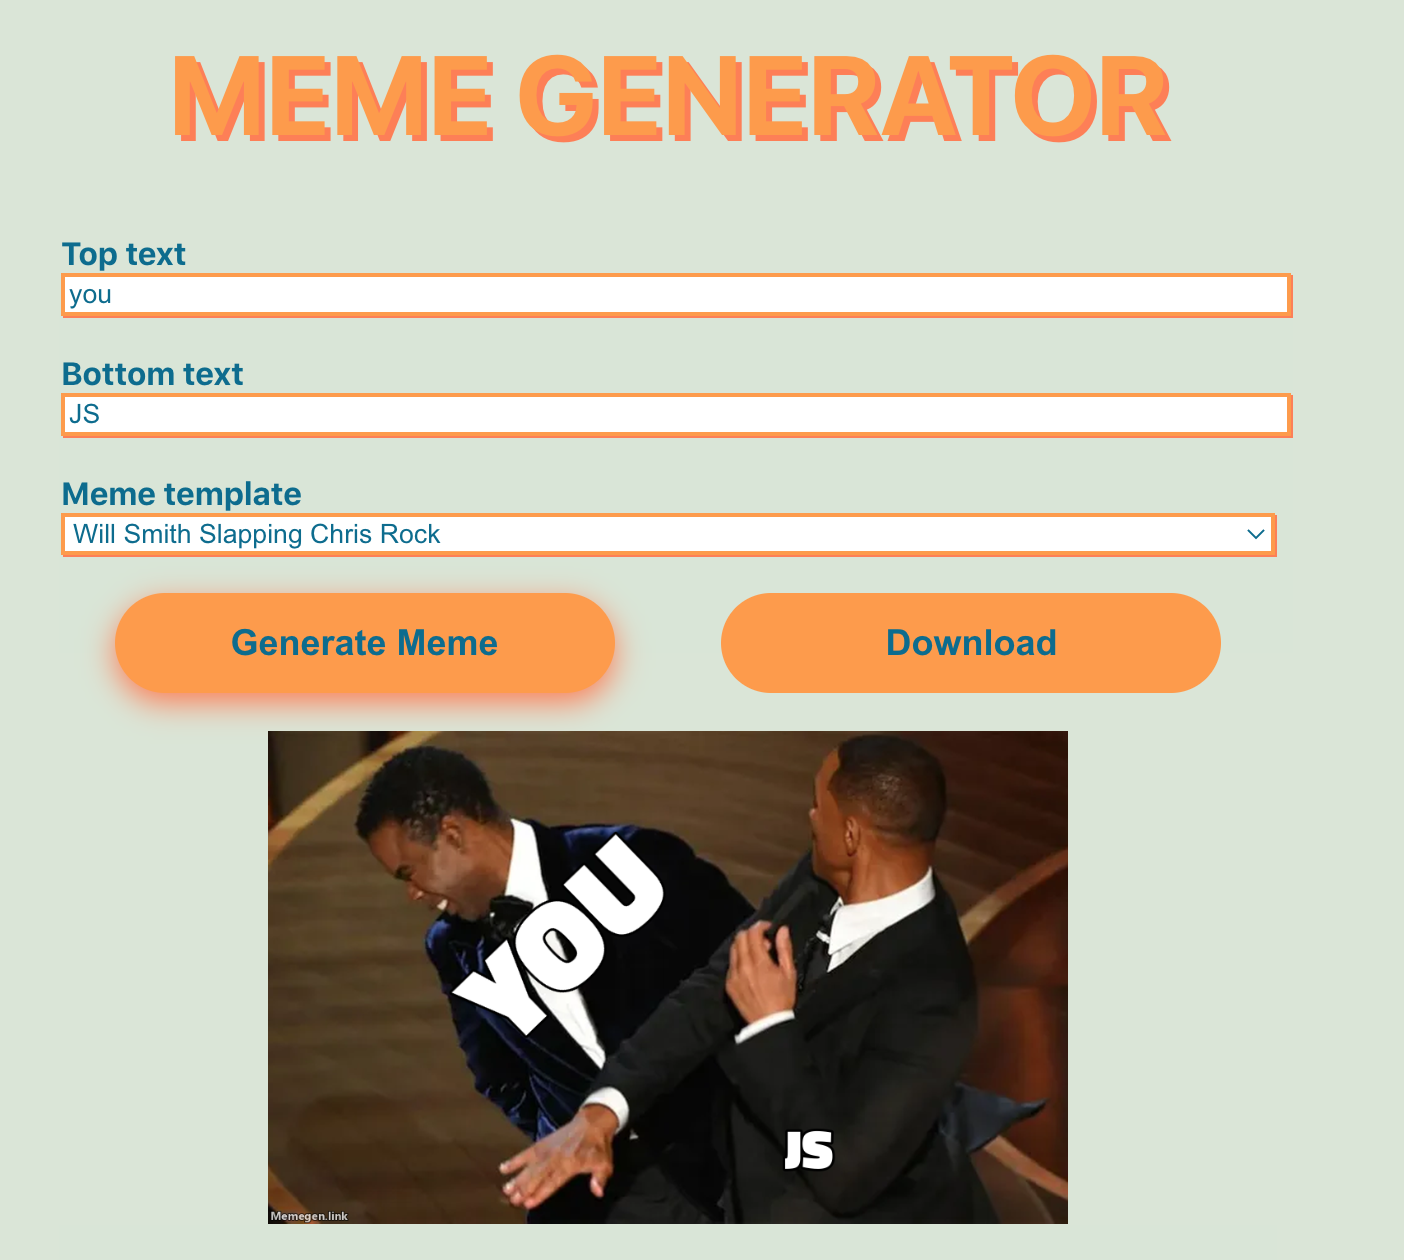 MEME GENERATOR
Top text
you
Bottom text
JS
Meme template
Will Smith Slapping Chris Rock
Generate Meme
Download
YOU
JS
Memegen.link